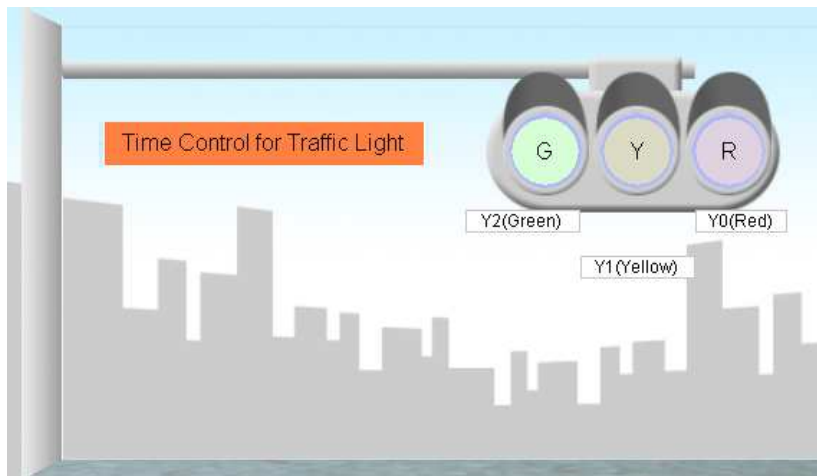 Time Control for Traffic Light
G Y R
Y2(Green) Y0(Red)
Y1(Yellow)